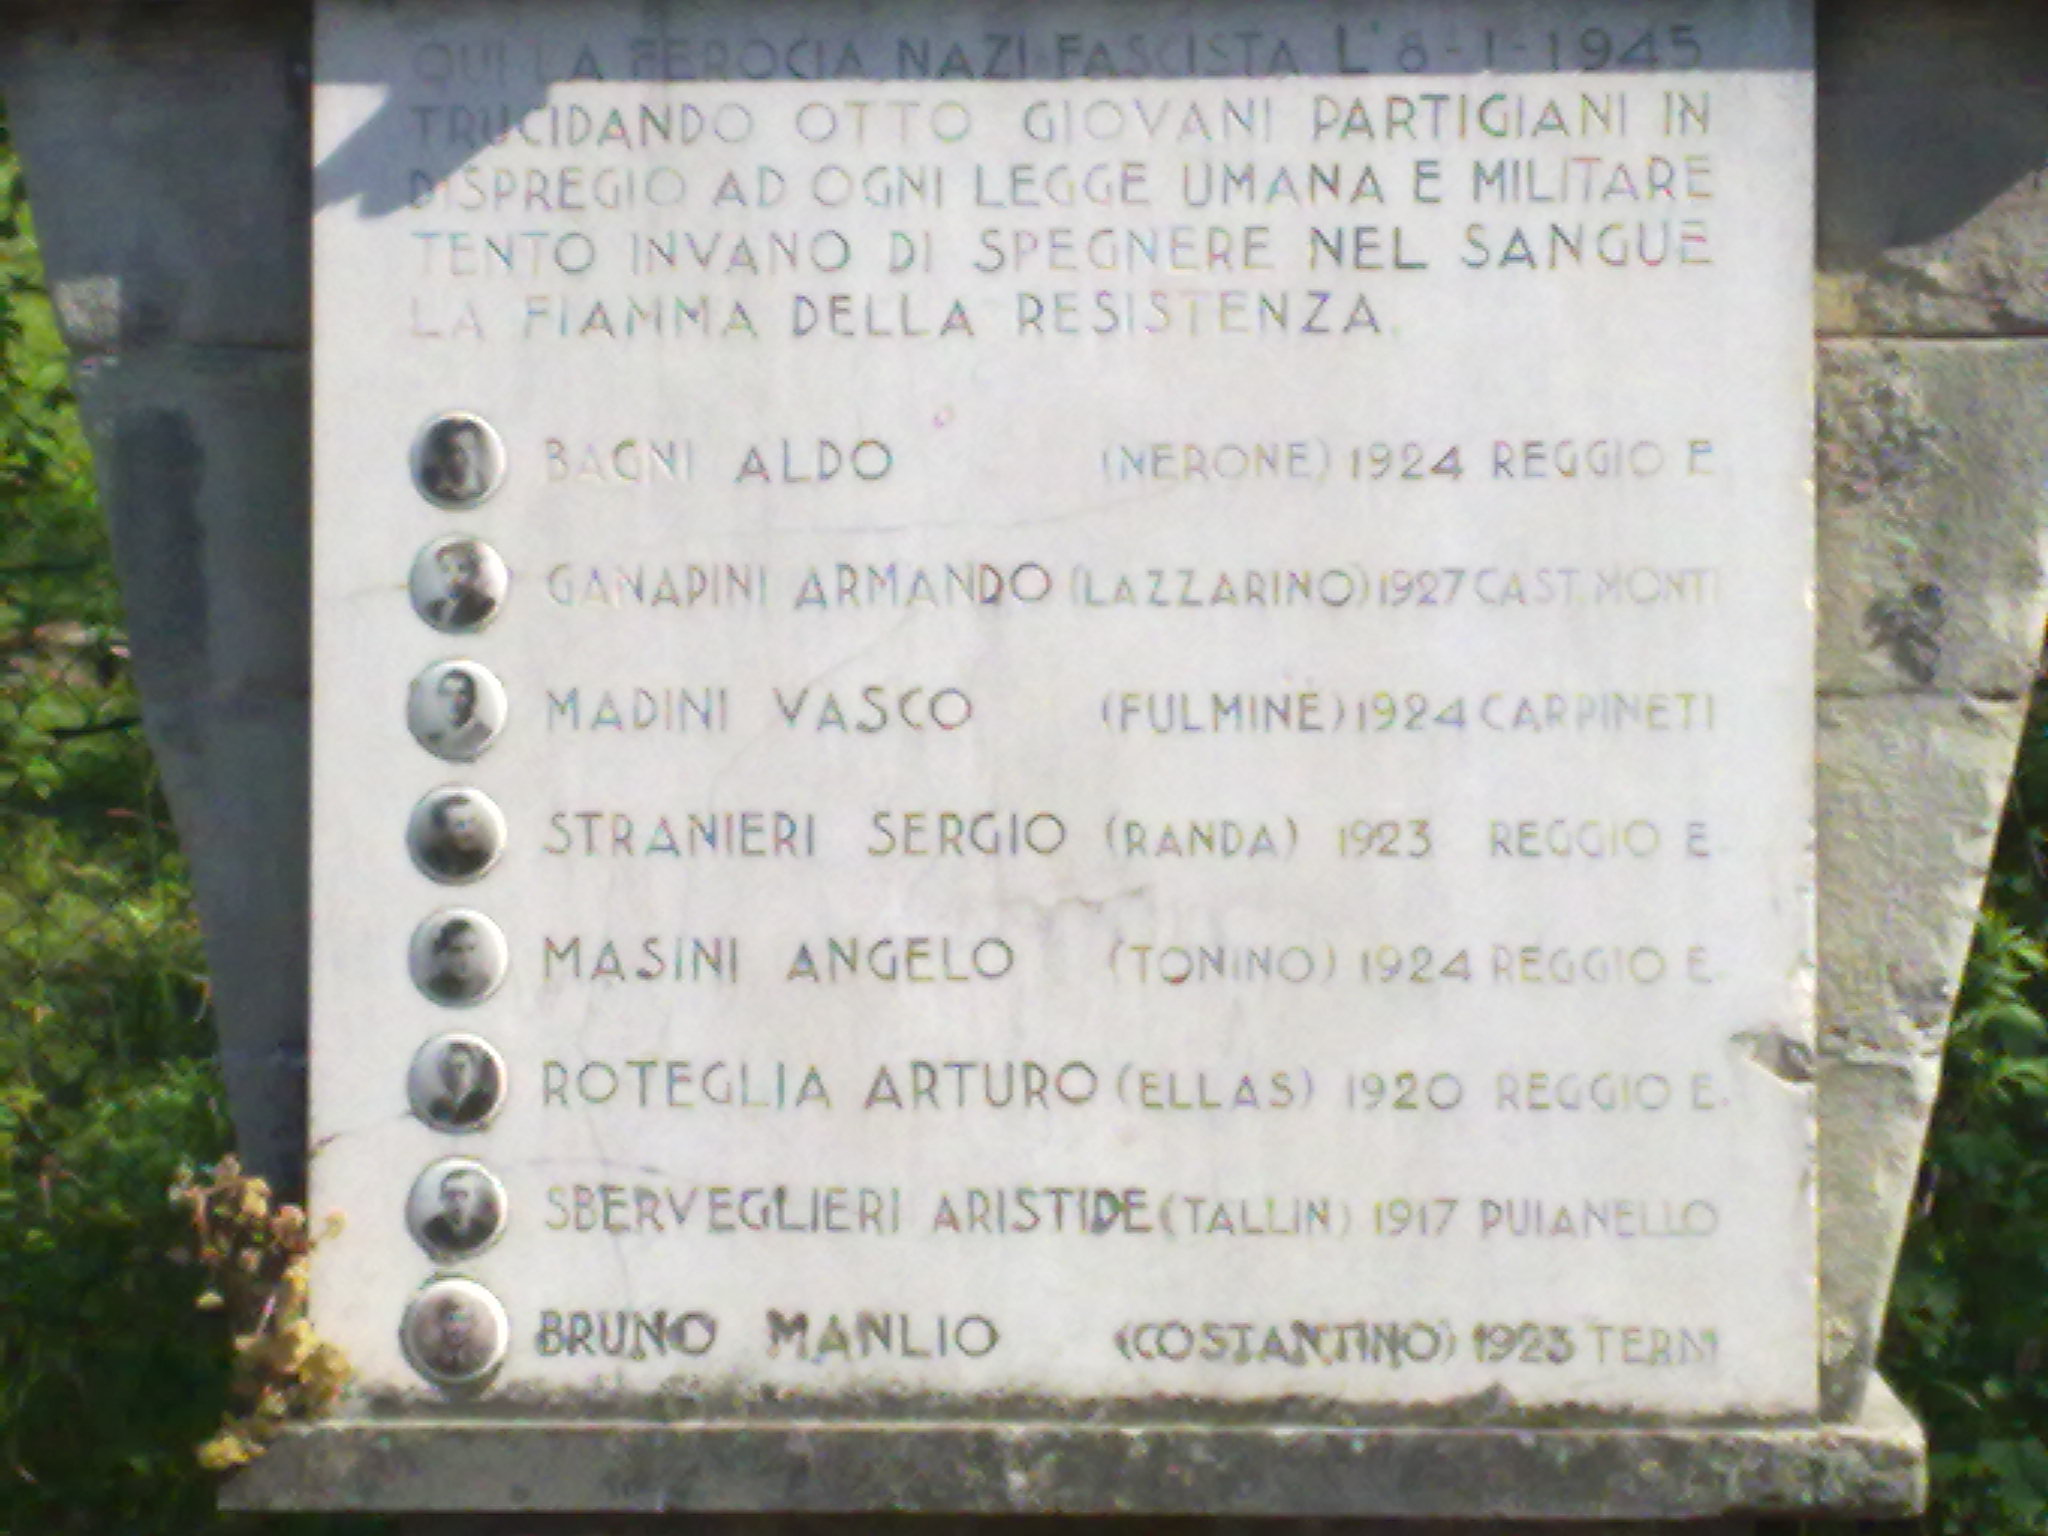 QUI LA FEROCIA NAZI-FASCISTA L'8-1-1945
TRUCIDANDO OTTO GIOVANI PARTIGIANI IN
DISPREGIO AD OGNI LEGGE UMANA E MILITARE
TENTO INVANO DI SPEGNERE NEL SANGUE
LA FIAMMA DELLA RESISTENZA.
BAGNI ALDO (NERONE) 1924 REGGIO E
GANAPINI ARMANDO (LAZZARINO) 1927 CAST. MONTI
MADINI VASCO (FULMINE) 1924 CARPINETI
STRANIERI SERGIO (RANDA) 1923 REGGIO E.
MASINI ANGELO (TONINO) 1924 REGGIO E.
ROTEGLIA ARTURO (ELLAS) 1920 REGGIO E.
SBERVEGLIERI ARISTIDE (TALLIN) 1917 PUIANELLO
BRUNO MANLIO (COSTANTINO) 1923 TERNI